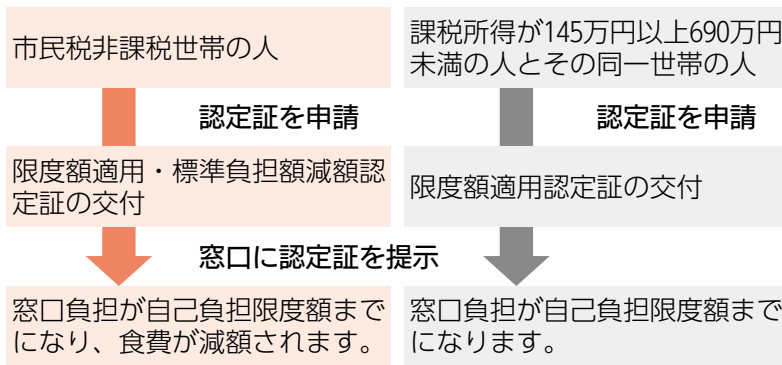 市民税非課税世帯の人
認定証を申請
限度額適用・標準負担額減額認
定証の交付
窓口に認定証を提示
窓口負担が自己負担限度額まで
になり、食費が減額されます。
課税所得が145万円以上690万円
未満の人とその同一世帯の人
認定証を申請
限度額適用認定証の交付
窓口負担が自己負担限度額まで
になります。